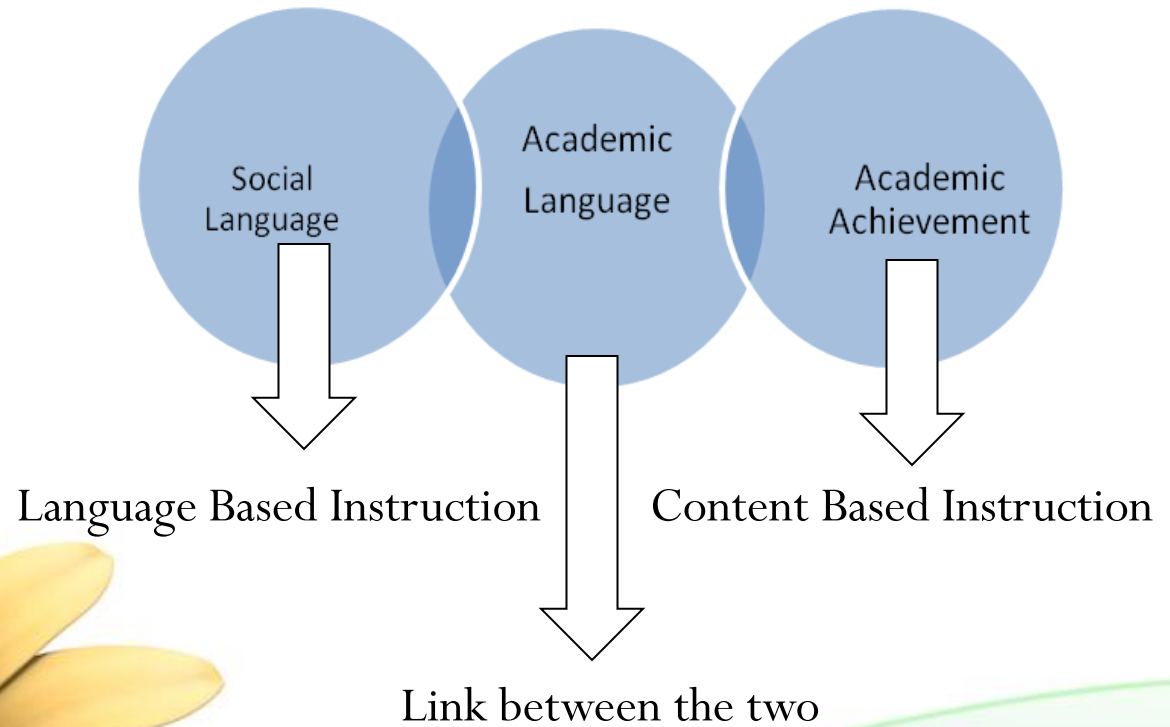 Social
Language
Academic
Language
Academic
Achievement
Language Based Instruction
Content Based Instruction
Link between the two